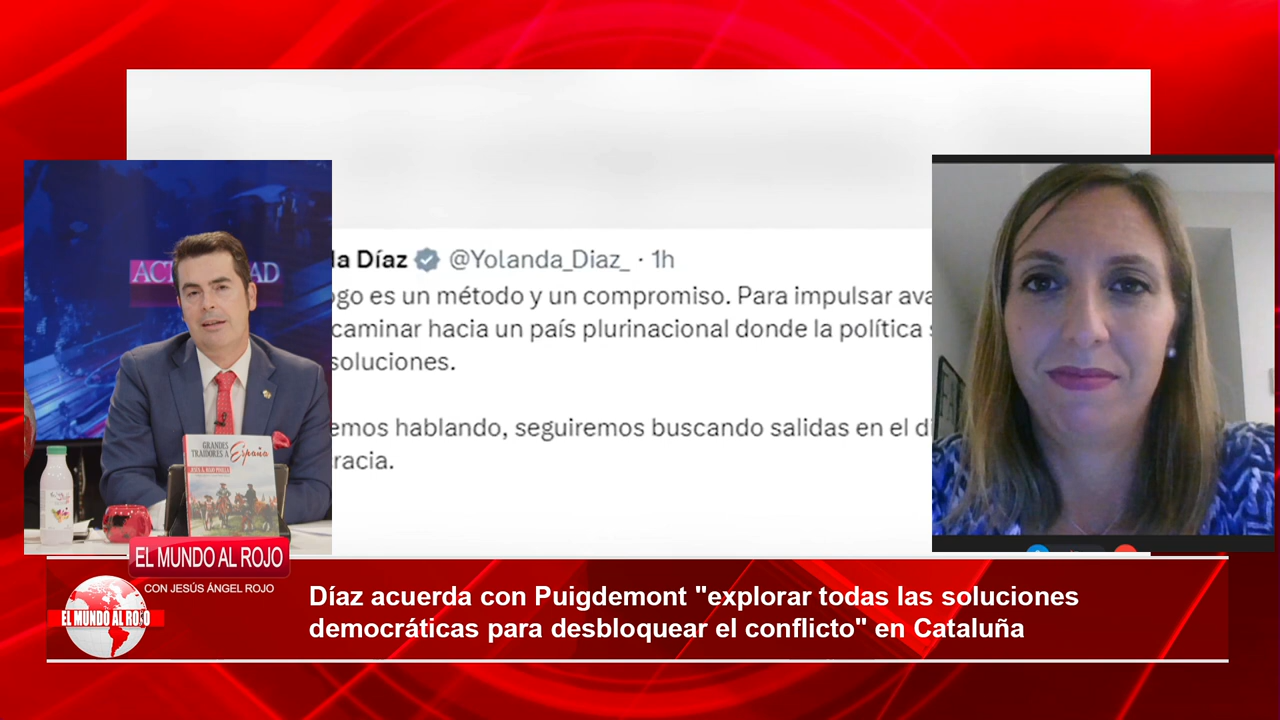 la Díaz @Yolanda_Diaz_ · 1h
ogo es un método y un compromiso. Para impulsar ava
caminar hacia un país plurinacional donde la política s
soluciones.
emos hablando, seguiremos buscando salidas en el di
racia.
GRANDES
TRAIDORES A
España
EL MUNDO AL ROJO
CON JESÚS ÁNGEL ROJO
EL MUNDO AL ROJO
Díaz acuerda con Puigdemont "explorar todas las soluciones
democráticas para desbloquear el conflicto" en Cataluña